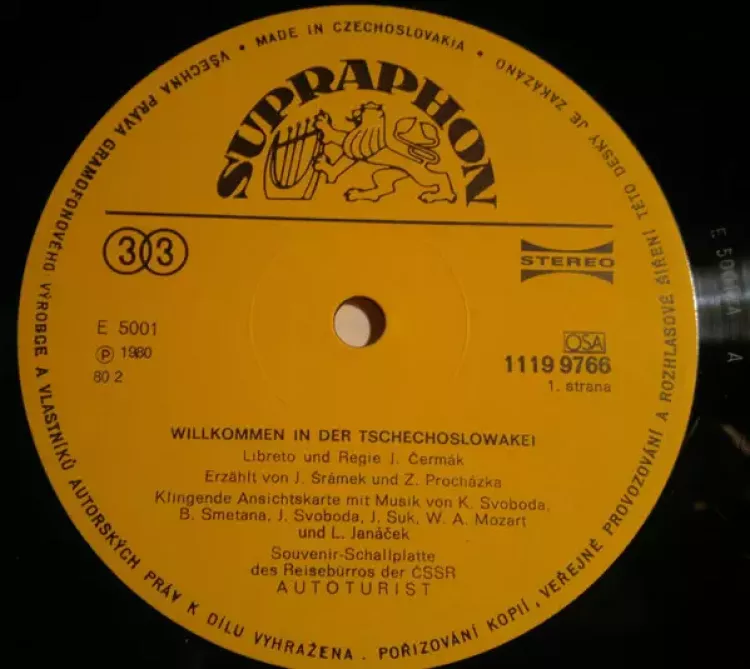 VŠECHNA PRÁVA GRAMOFONOVÉHO VÝROBCE A VLASTNÍKŮ AUTORSKÝCH PRÁV K DÍLU VYHRAŽENA. POŘIZOVÁNÍ KOPIÍ, VEŘEJNÉ PROVOZOVÁNÍ A ROZHLASOVÉ ŠÍŘENÍ TÉTO DESKY JE ZAKÁZÁNO • MADE IN CZECHOSLOVAKIA •
SUPRAPHON
33
STEREO
E 5001
℗ 1980
80 2
OSA
1119 9766
1. strana
WILLKOMMEN IN DER TSCHECHOSLOWAKEI
Libreto und Regie J. Čermák
Erzählt von J. Šrámek und Z. Procházka
Klingende Ansichtskarte mit Musik von K. Svoboda,
B. Smetana, J. Svoboda, J. Suk, W. A. Mozart
und L. Janáček
Souvenir-Schallplatte
des Reisebürros der ČSSR
AUTOTURIST